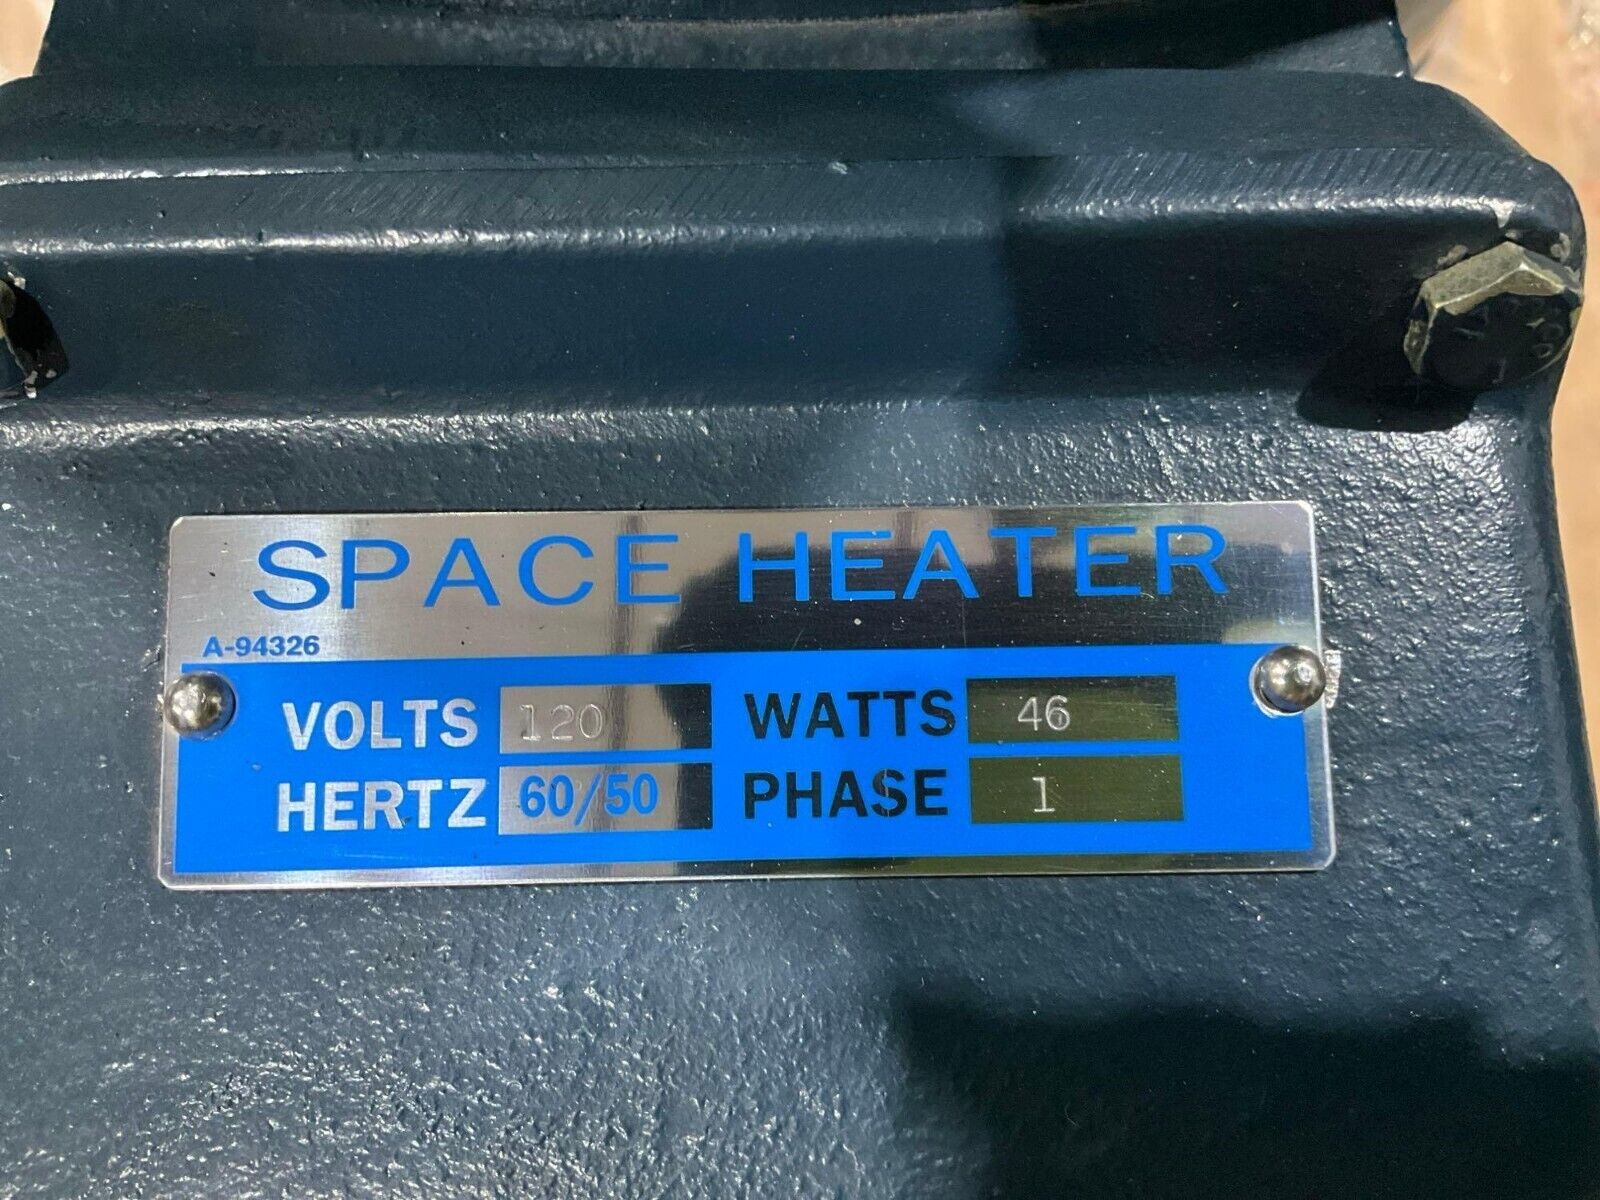 SPACE HEATER
A-94326
VOLTS 120 WATTS 46
HERTZ 60/50 PHASE 1